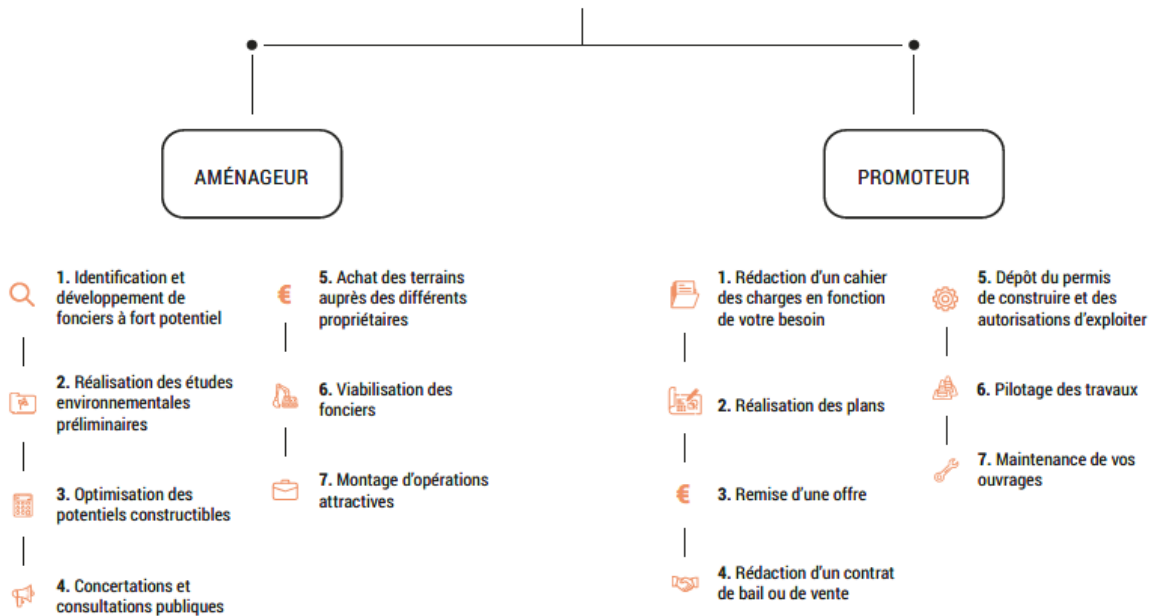 AMÉNAGEUR
1. Identification et
développement de
fonciers à fort potentiel
2. Réalisation des études
environnementales
préliminaires
3. Optimisation des
potentiels constructibles
4. Concertations et
consultations publiques
€
5. Achat des terrains
auprès des différents
propriétaires
6. Viabilisation des
fonciers
7. Montage d'opérations
attractives
PROMOTEUR
1. Rédaction d'un cahier
des charges en fonction
de votre besoin
2. Réalisation des plans
€
3. Remise d'une offre
4. Rédaction d'un contrat
de bail ou de vente
5. Dépôt du permis
de construire et des
autorisations d'exploiter
6. Pilotage des travaux
7. Maintenance de vos
ouvrages